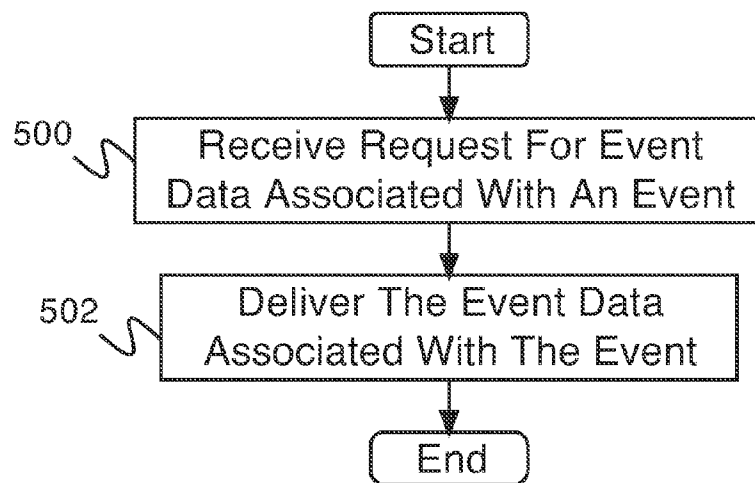 Start
500
Receive Request For Event
Data Associated With An Event
502
Deliver The Event Data
Associated With The Event
End